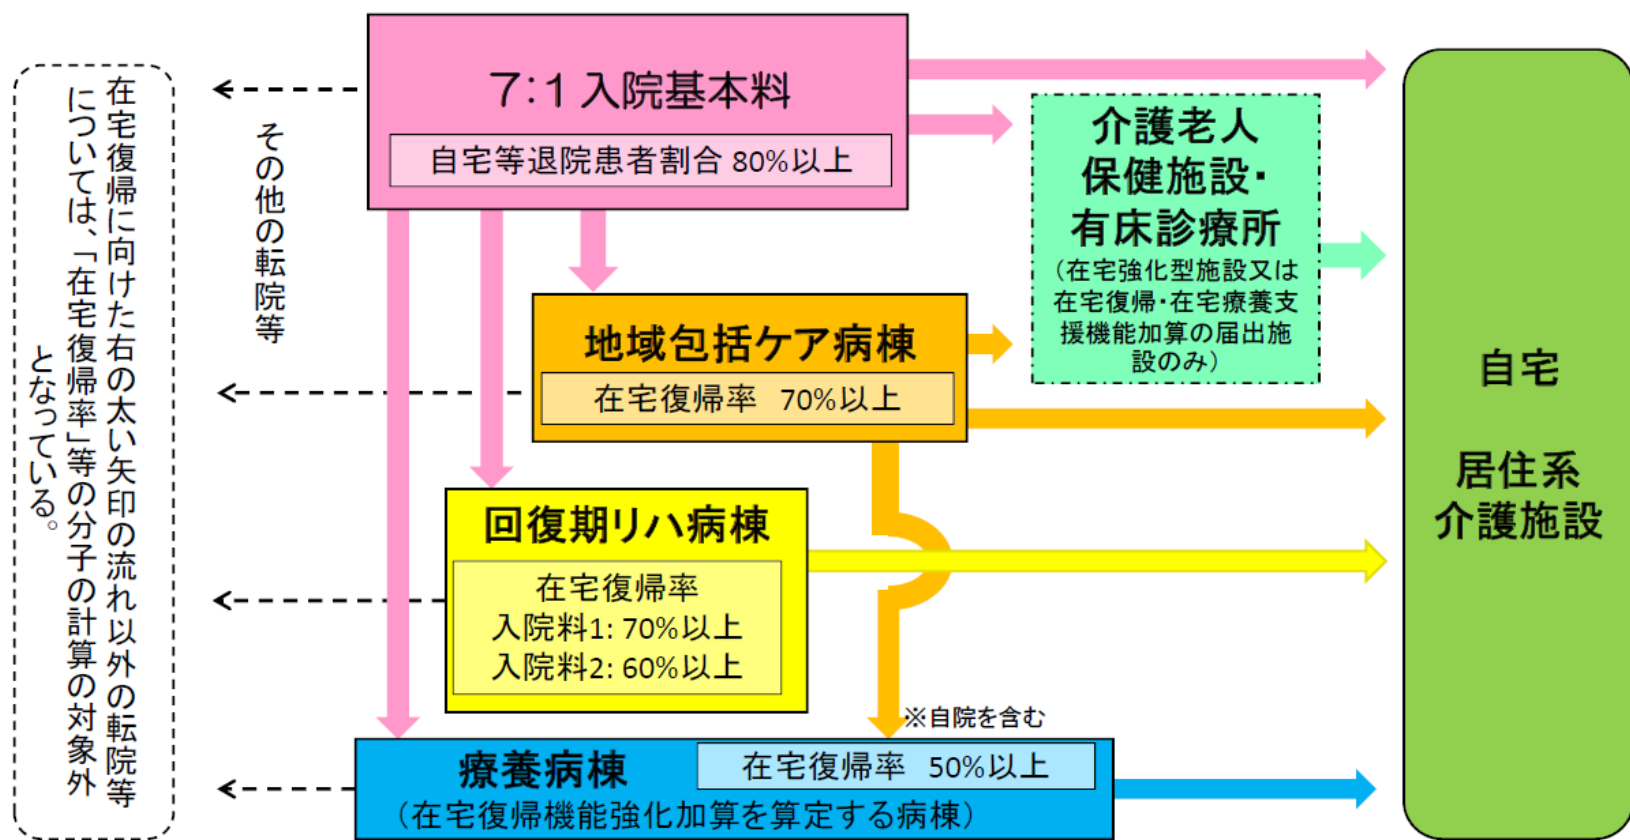 在宅復帰に向けた右の太い矢印の流れ以外の転院等
については、「在宅復帰率」等の分子の計算の対象外
となっている。
その他の転院等
7:1入院基本料
自宅等退院患者割合 80%以上
介護老人
保健施設・
有床診療所
(在宅強化型施設又は
在宅復帰・在宅療養支
援機能加算の届出施
設のみ)
地域包括ケア病棟
在宅復帰率 70%以上
回復期リハ病棟
在宅復帰率
入院料1: 70%以上
入院料2: 60%以上
※自院を含む
療養病棟
在宅復帰率 50%以上
(在宅復帰機能強化加算を算定する病棟)
自宅
居住系
介護施設